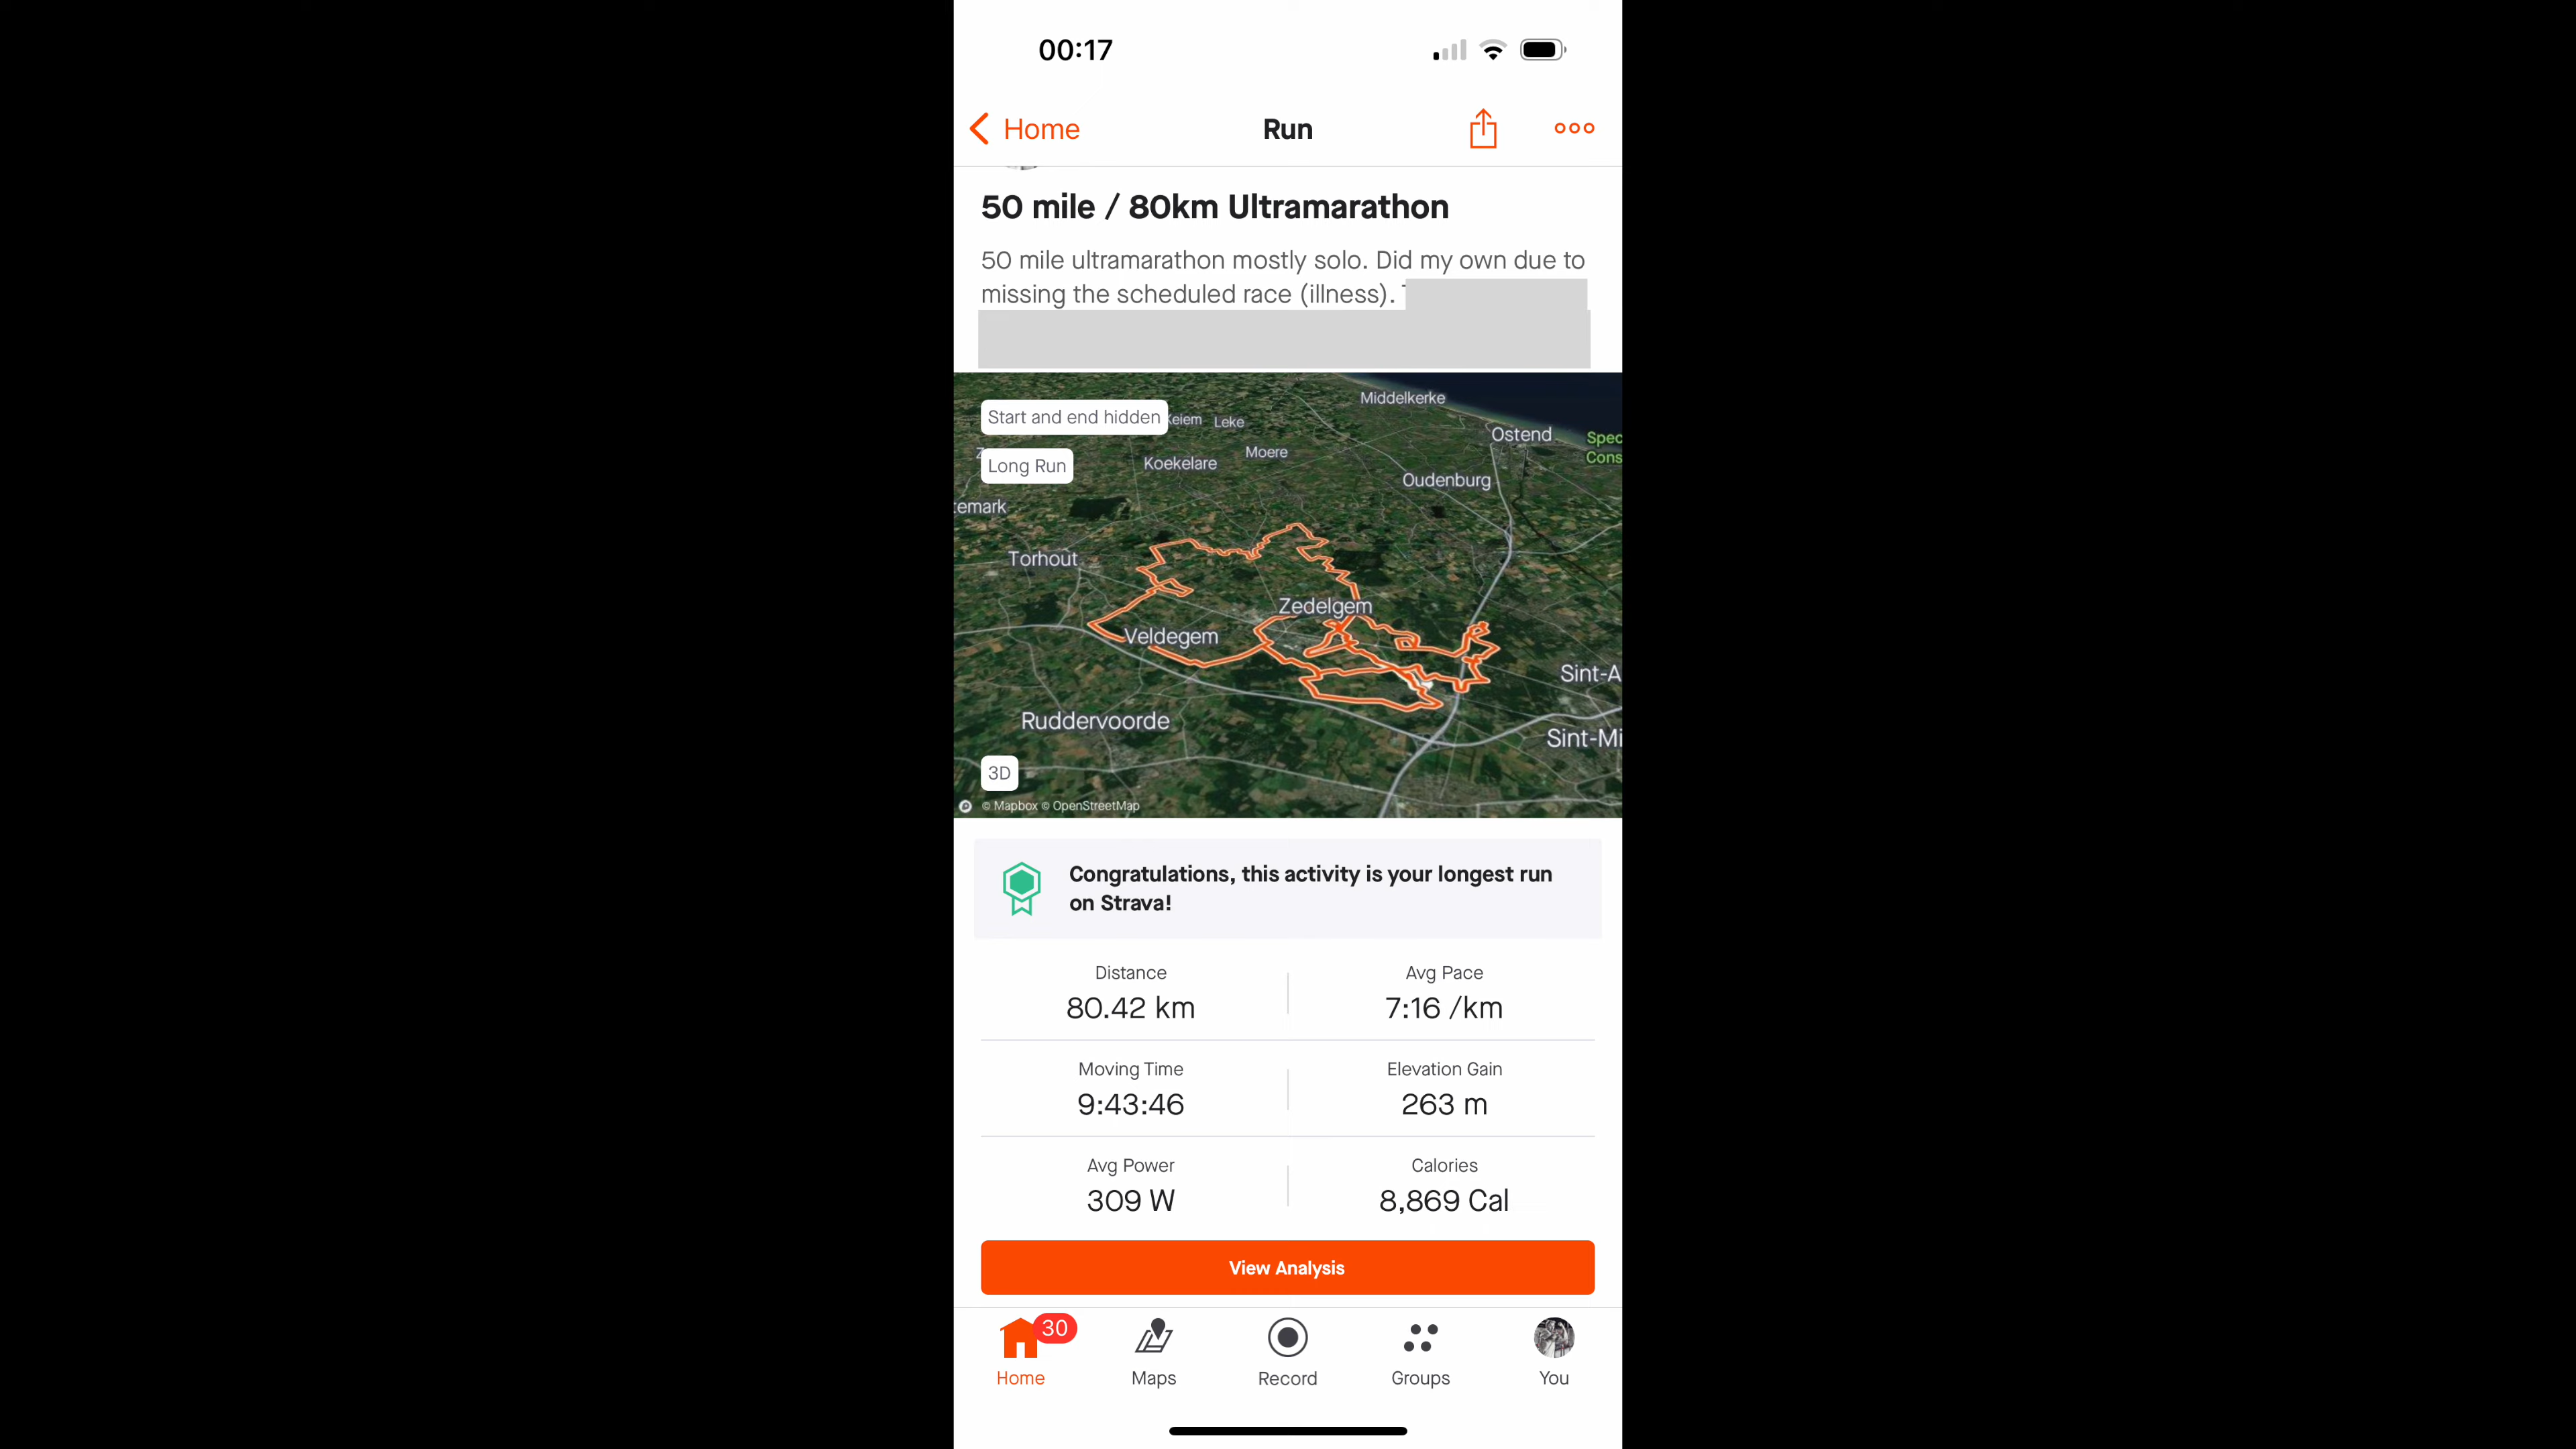 00:17
Home
Run
50 mile / 80km Ultramarathon
50 mile ultramarathon mostly solo. Did my own due to
missing the scheduled race (illness).
Middelkerke
Start and end hidden
Keiem
Leke
Ostend
Spec
Cons
Moere
Koekelare
Long Run
Oudenburg
temark
Torhout
Zedelgem
Veldegem
Sint-A
Ruddervoorde
Sint-Mi
3D
© Mapbox © OpenStreetMap
Congratulations, this activity is your longest run
on Strava!
Distance
80.42 km
Avg Pace
7:16 /km
Moving Time
9:43:46
Elevation Gain
263 m
Avg Power
309 W
Calories
8,869 Cal
View Analysis
30
Home
Maps
Record
Groups
You